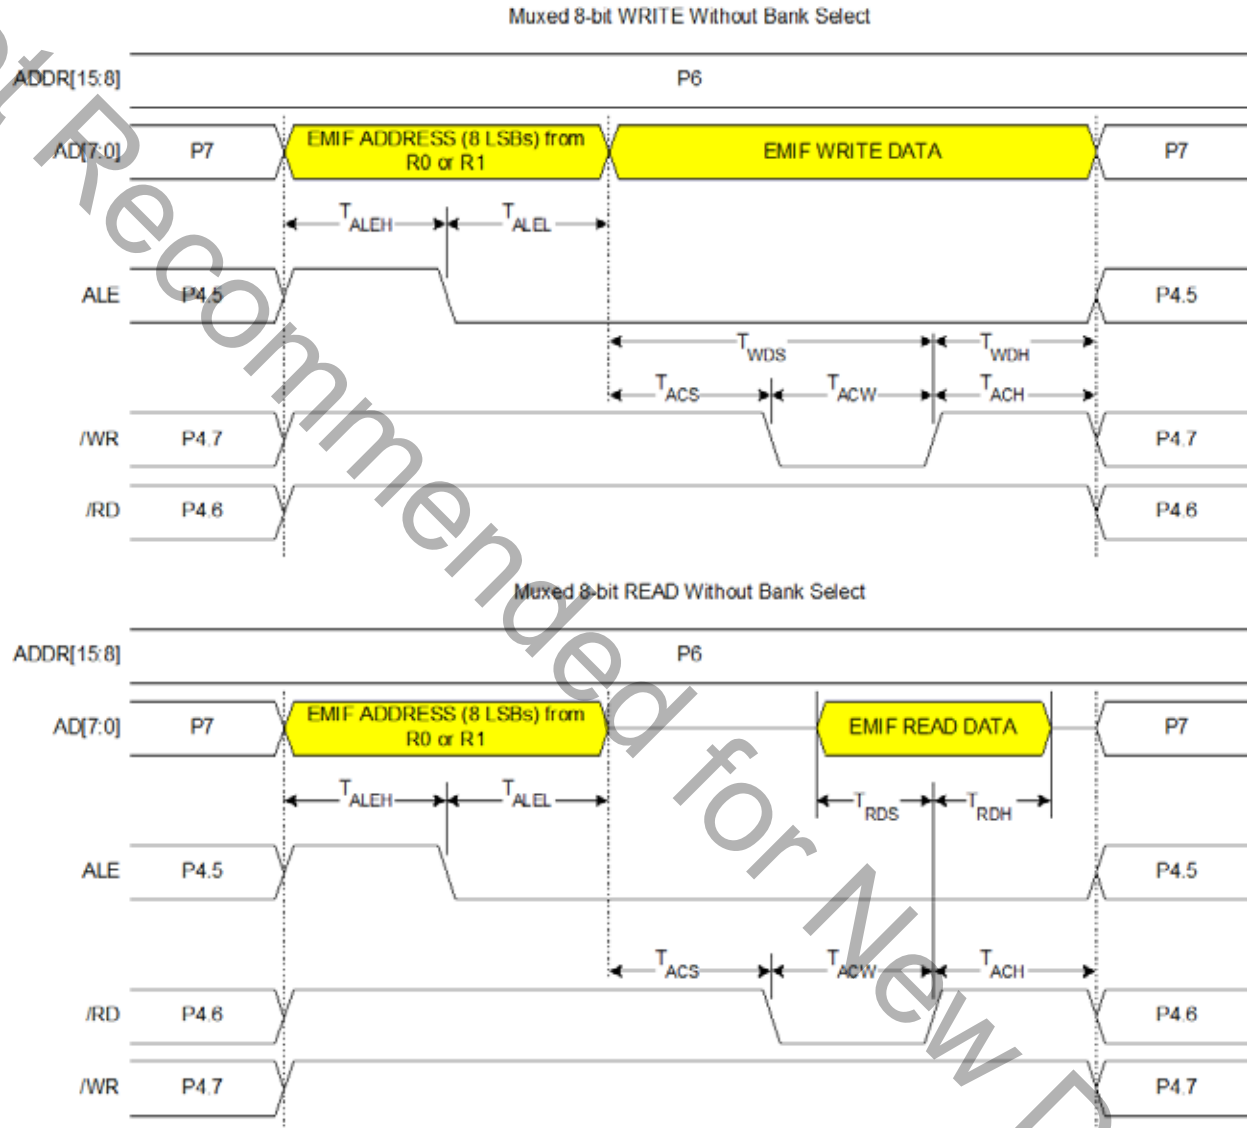 Muxed 8-bit WRITE Without Bank Select
ADDR[15:8] P6
AD[7:0] P7 EMIF ADDRESS (8 LSBs) from R0 or R1 EMIF WRITE DATA P7
TALEH TALEL
ALE P4.5 P4.5
TWDS TWDH
TACS TACW TACH
/WR P4.7 P4.7
/RD P4.6 P4.6
Muxed 8-bit READ Without Bank Select
ADDR[15:8] P6
AD[7:0] P7 EMIF ADDRESS (8 LSBs) from R0 or R1 EMIF READ DATA P7
TALEH TALEL TRDS TRDH
ALE P4.5 P4.5
TACS TACW TACH
/RD P4.6 P4.6
/WR P4.7 P4.7
Recommended for New